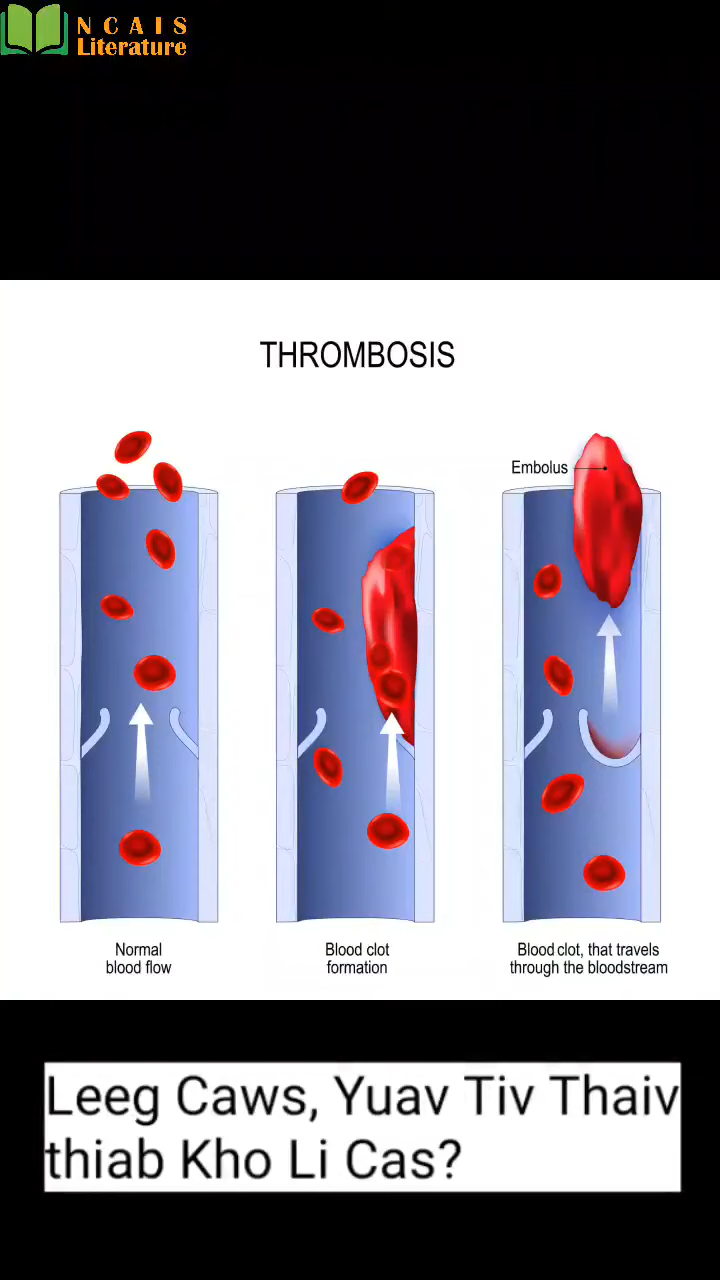 N C A I S
Literature
THROMBOSIS
Embolus
Normal
blood flow
Blood clot
formation
Blood clot, that travels
through the bloodstream
Leeg Caws, Yuav Tiv Thaiv
thiab Kho Li Cas?